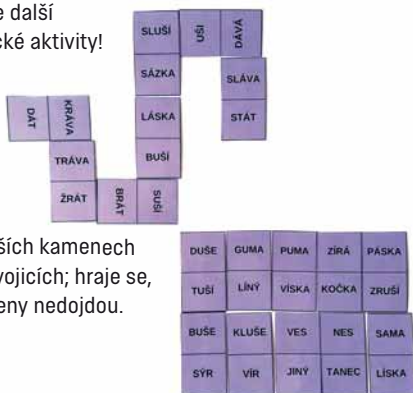 e další
cké aktivity!
SLUŠÍ UŠI DÁVÁ
SÁZKA SLÁVA
DÁT KRÁVA LÁSKA STÁT
TRÁVA BUŠÍ
ŽRÁT BRÁT SUŠÍ
ších kamenech
vojicích; hraje se,
eny nedojdou.
DUŠE GUMA PUMA ZÍRÁ PÁSKA
TUŠÍ LÍNÝ VÍSKA KOČKA ZRUŠÍ
BUŠE KLUŠE VES NES SAMA
SÝR VÍR JINÝ TANEC LÍSKA